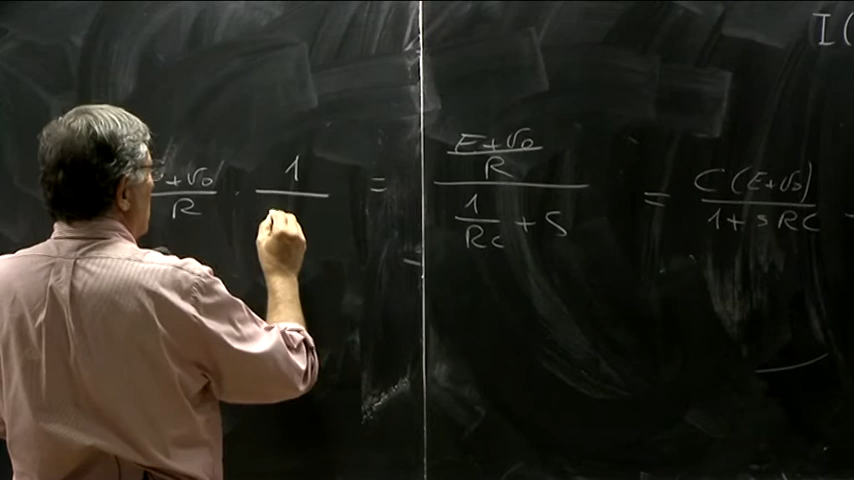 I(
E+v₀/R · 1/ = (E+v₀)/R / (1/RC + S) = C(E+v₀)/1+sRC